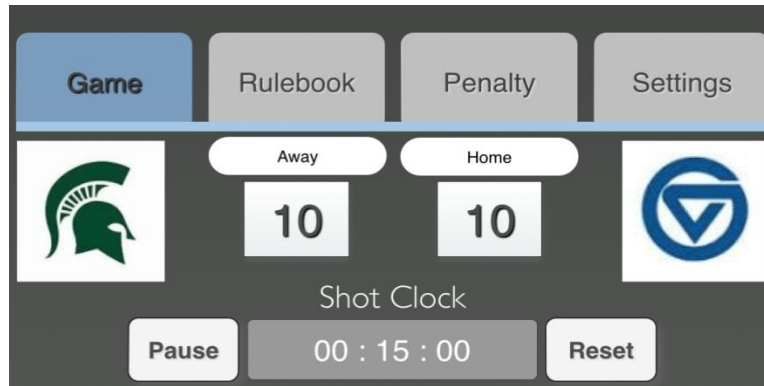 Game Rulebook Penalty Settings
Away Home
10 10
Shot Clock
Pause 00 : 15 : 00 Reset